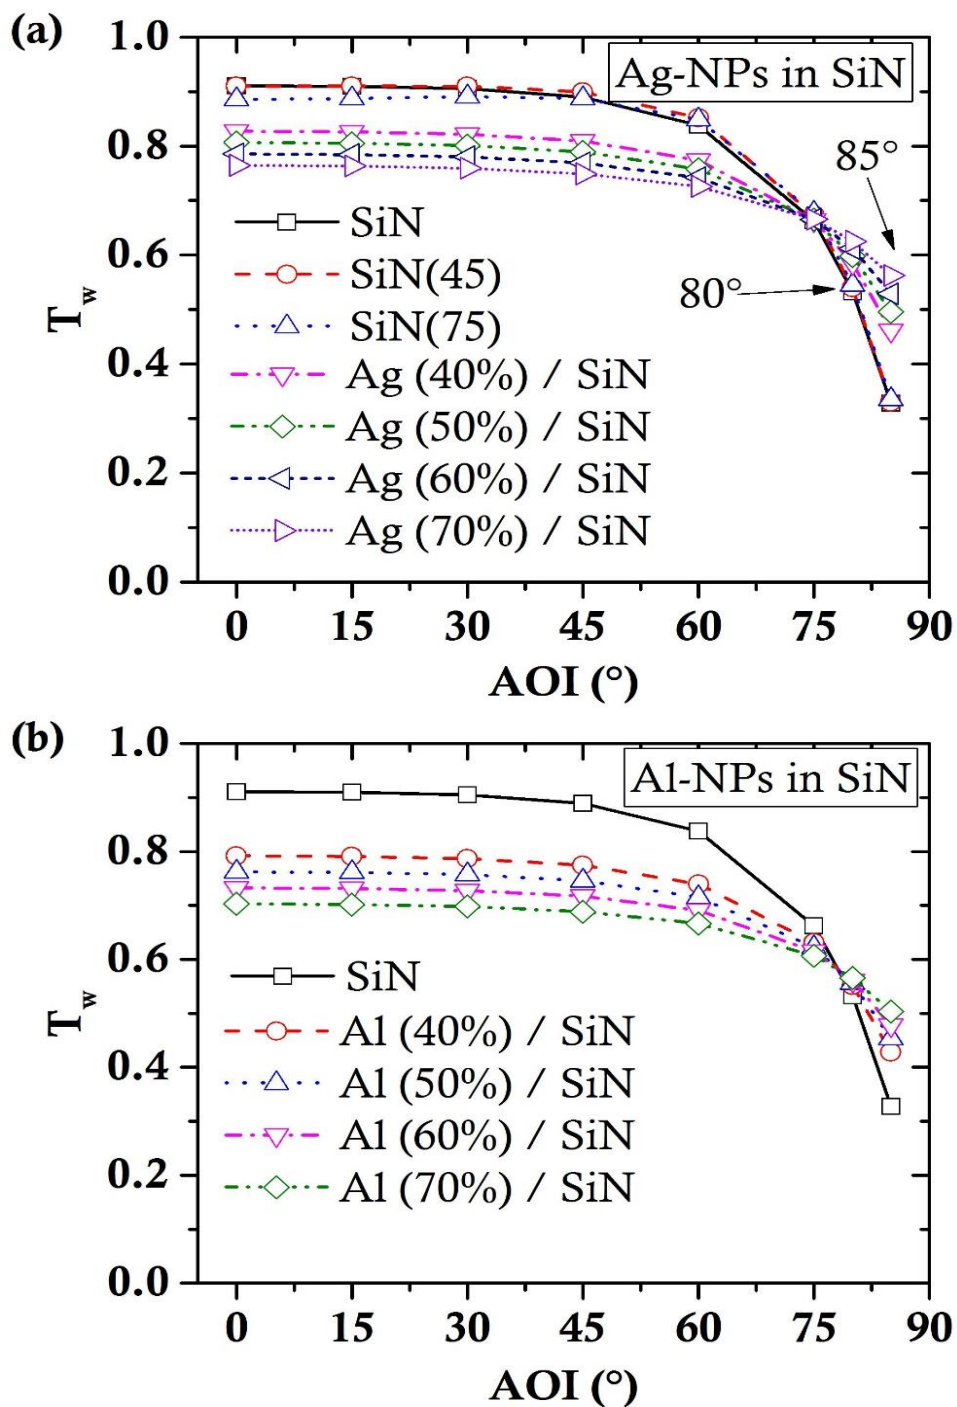 (a)
1.0
0.8
0.6
0.4
0.2
0.0
T_w
Ag-NPs in SiN
85°
80°
SiN
SiN(45)
SiN(75)
Ag (40%) / SiN
Ag (50%) / SiN
Ag (60%) / SiN
Ag (70%) / SiN
0 15 30 45 60 75 90
AOI (°)
(b)
1.0
0.8
0.6
0.4
0.2
0.0
T_w
Al-NPs in SiN
SiN
Al (40%) / SiN
Al (50%) / SiN
Al (60%) / SiN
Al (70%) / SiN
0 15 30 45 60 75 90
AOI (°)